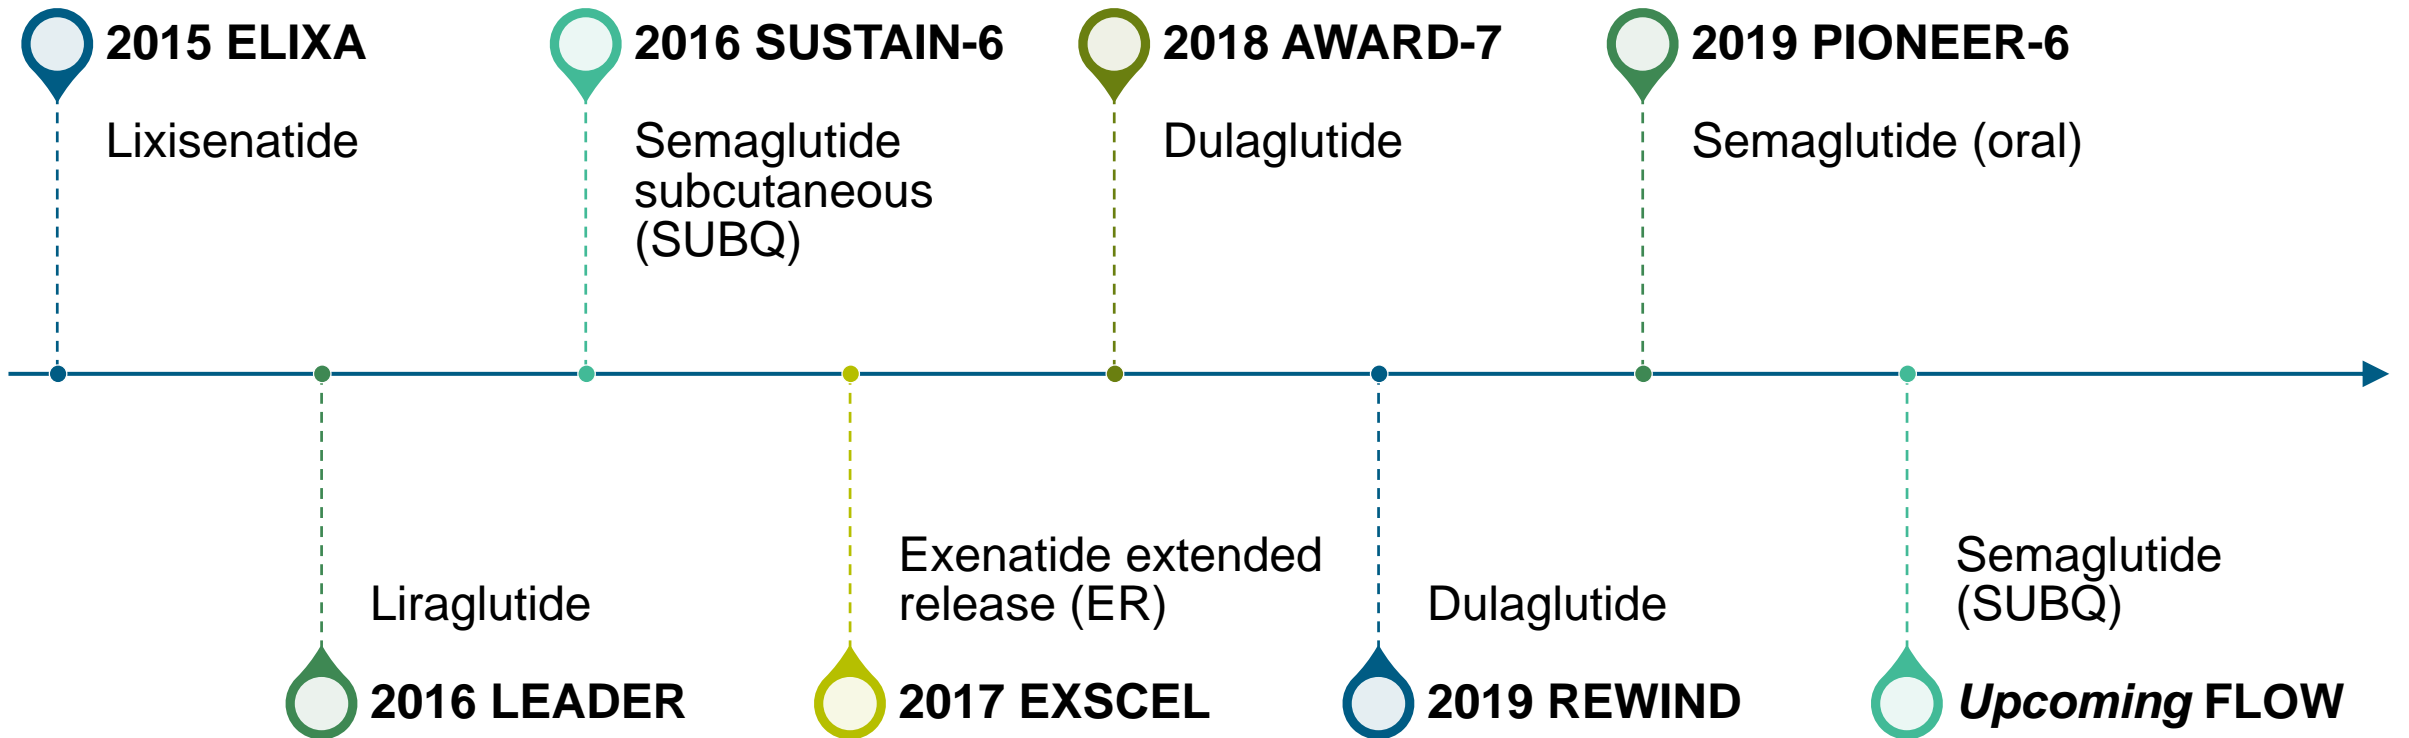 2015 ELIXA
Lixisenatide
2016 SUSTAIN-6
Semaglutide
subcutaneous
(SUBQ)
2018 AWARD-7
Dulaglutide
2019 PIONEER-6
Semaglutide (oral)
Liraglutide
2016 LEADER
Exenatide extended
release (ER)
2017 EXSCEL
Dulaglutide
2019 REWIND
Semaglutide
(SUBQ)
Upcoming FLOW